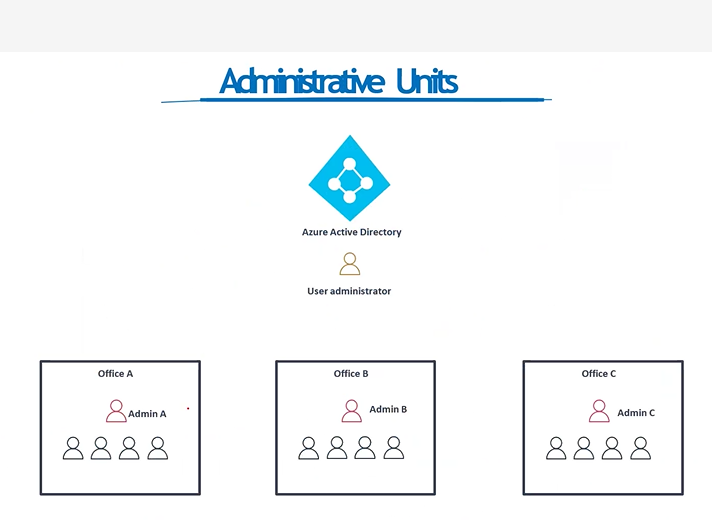 Administrative Units
Azure Active Directory
User administrator
Office A
Admin A
Office B
Admin B
Office C
Admin C